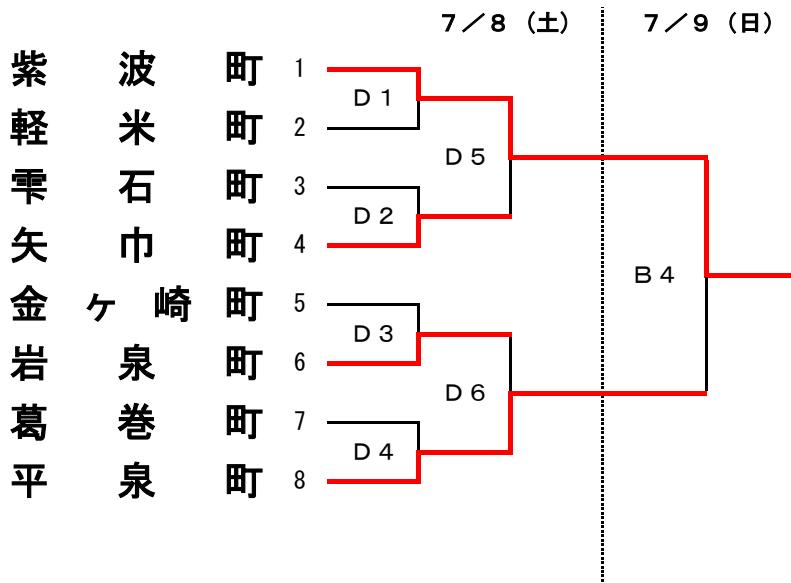 ７／８（土） ７／９（日）
紫波町 1
Ｄ１
軽米町 2
Ｄ５
雫石町 3
Ｄ２
矢巾町 4
Ｂ４
金ヶ崎町 5
Ｄ３
岩泉町 6
Ｄ６
葛巻町 7
Ｄ４
平泉町 8